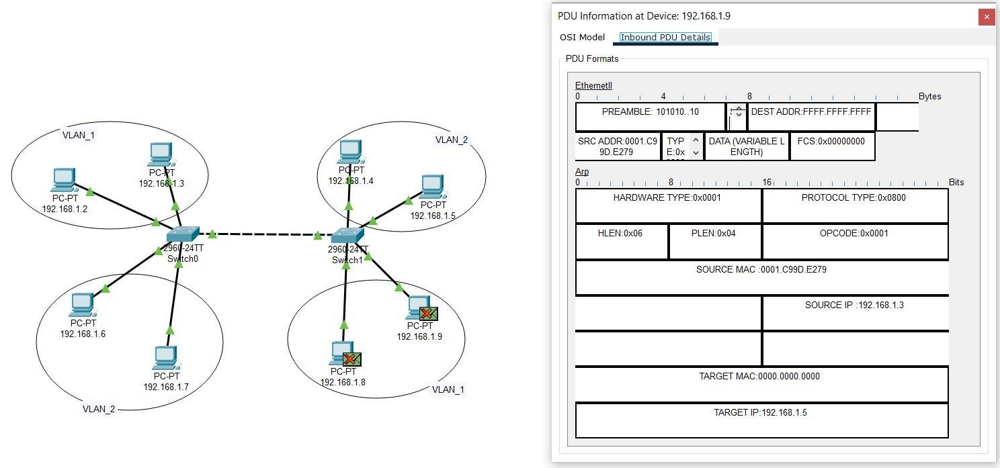 VLAN_1
PC-PT
192.168.1.3
PC-PT
192.168.1.2
VLAN_2
PC-PT
192.168.1.4
PC-PT
192.168.1.5
2960-24TT
Switch0
2960-24TT
Switch1
PC-PT
192.168.1.6
PC-PT
192.168.1.7
VLAN_2
PC-PT
192.168.1.9
PC-PT
192.168.1.8
VLAN_1
PDU Information at Device: 192.168.1.9
OSI Model Inbound PDU Details
PDU Formats
EthernetII
0 4 8 Bytes
PREAMBLE: 101010..10 DEST ADDR:FFFF.FFFF.FFFF
SRC ADDR:0001.C9
9D.E279
TYP
E:0x
DATA (VARIABLE L
ENGTH)
FCS:0x00000000
Arp
0 8 16 Bits
HARDWARE TYPE:0x0001 PROTOCOL TYPE:0x0800
HLEN:0x06 PLEN:0x04 OPCODE:0x0001
SOURCE MAC :0001.C99D.E279
SOURCE IP :192.168.1.3
TARGET MAC:0000.0000.0000
TARGET IP:192.168.1.5